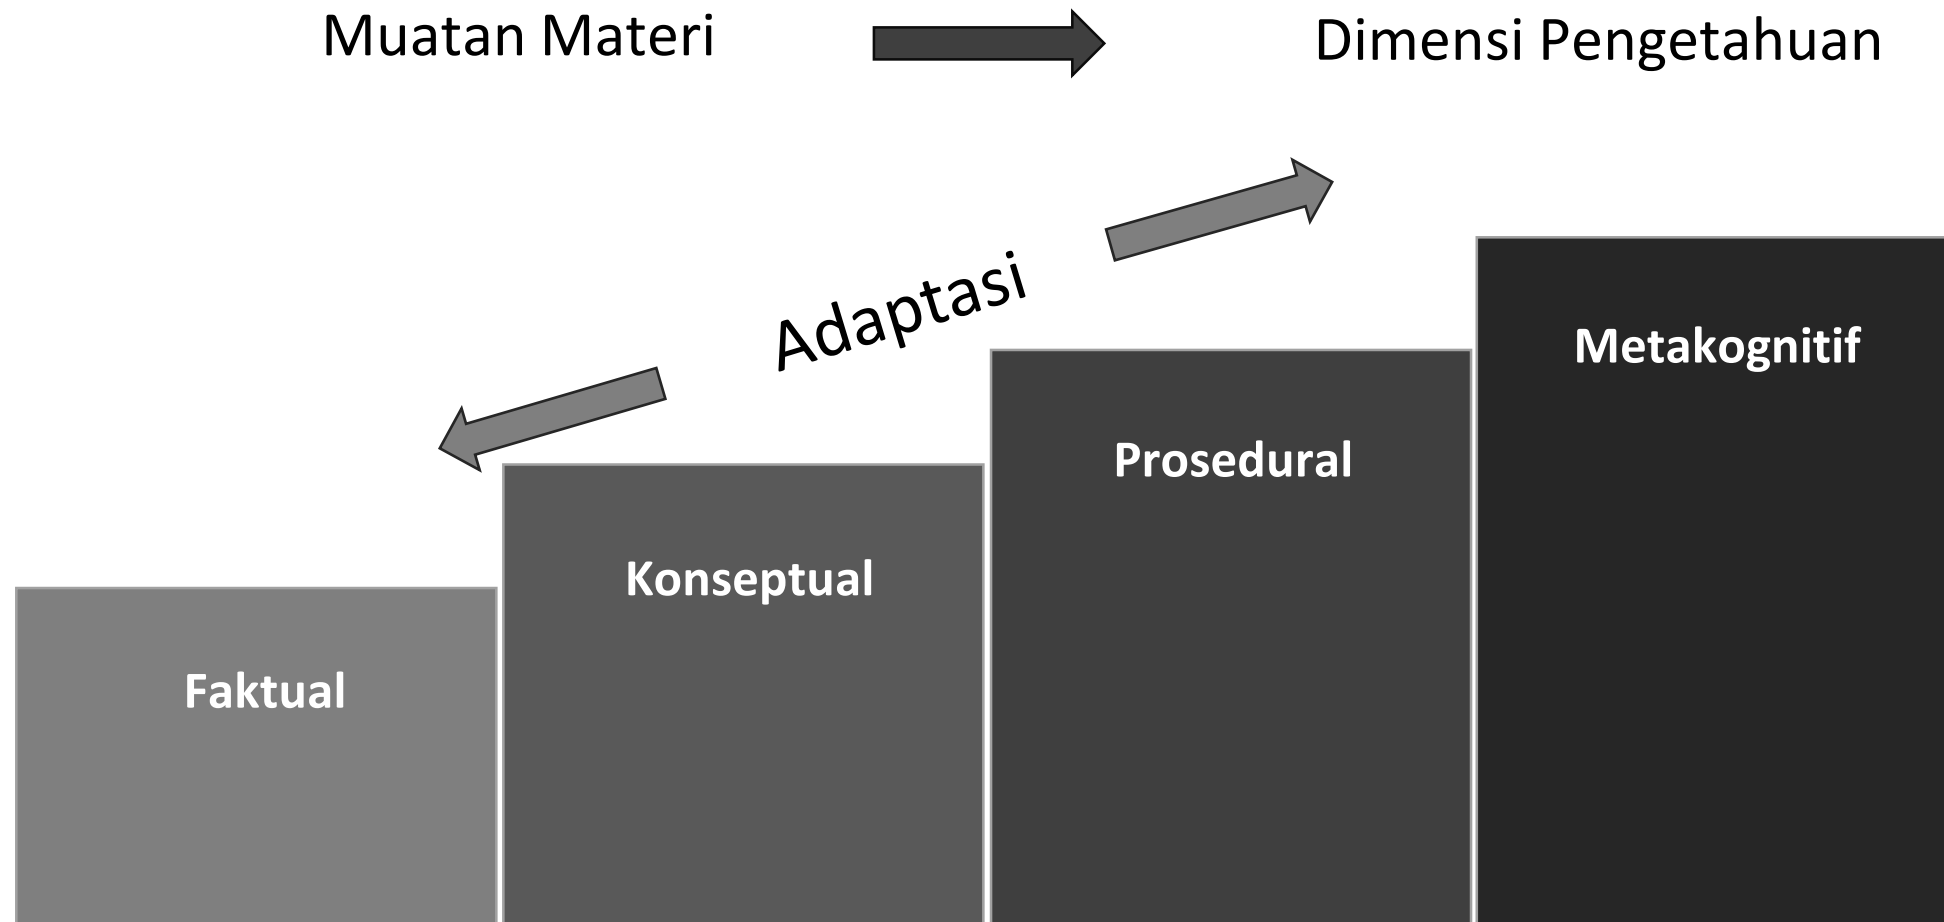 Muatan Materi
Dimensi Pengetahuan
Adaptasi
Metakognitif
Prosedural
Konseptual
Faktual